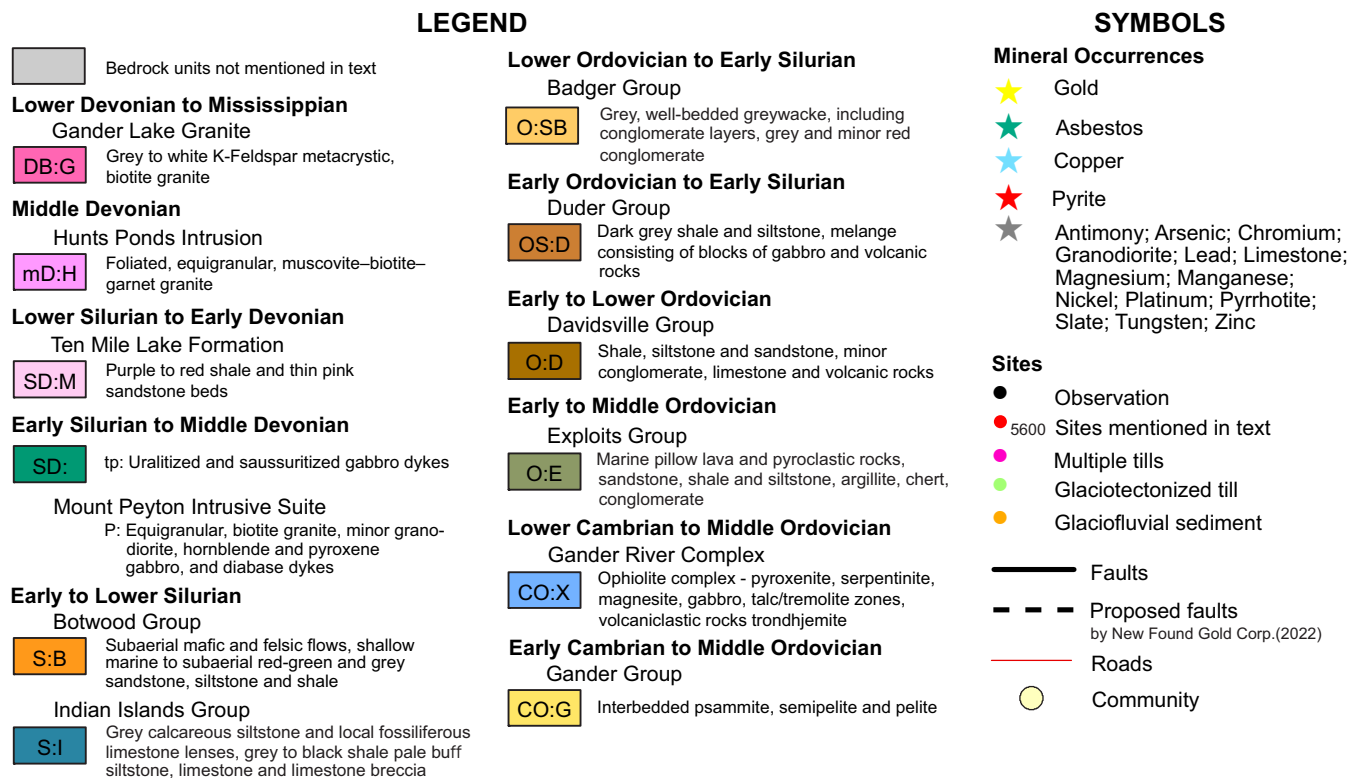 LEGEND
Bedrock units not mentioned in text
Lower Devonian to Mississippian
Gander Lake Granite
DB:G
Grey to white K-Feldspar metacrystic,
biotite granite
Middle Devonian
Hunts Ponds Intrusion
mD:H
Foliated, equigranular, muscovite–biotite–
garnet granite
Lower Silurian to Early Devonian
Ten Mile Lake Formation
SD:M
Purple to red shale and thin pink
sandstone beds
Early Silurian to Middle Devonian
SD:
tp: Uralitized and saussuritized gabbro dykes
Mount Peyton Intrusive Suite
P: Equigranular, biotite granite, minor grano-
diorite, hornblende and pyroxene
gabbro, and diabase dykes
Early to Lower Silurian
Botwood Group
S:B
Subaerial mafic and felsic flows, shallow
marine to subaerial red-green and grey
sandstone, siltstone and shale
Indian Islands Group
S:I
Grey calcareous siltstone and local fossiliferous
limestone lenses, grey to black shale pale buff
siltstone, limestone and limestone breccia
Lower Ordovician to Early Silurian
Badger Group
O:SB
Grey, well-bedded greywacke, including
conglomerate layers, grey and minor red
conglomerate
Early Ordovician to Early Silurian
Duder Group
OS:D
Dark grey shale and siltstone, melange
consisting of blocks of gabbro and volcanic
rocks
Early to Lower Ordovician
Davidsville Group
O:D
Shale, siltstone and sandstone, minor
conglomerate, limestone and volcanic rocks
Early to Middle Ordovician
Exploits Group
O:E
Marine pillow lava and pyroclastic rocks,
sandstone, shale and siltstone, argillite, chert,
conglomerate
Lower Cambrian to Middle Ordovician
Gander River Complex
CO:X
Ophiolite complex - pyroxenite, serpentinite,
magnesite, gabbro, talc/tremolite zones,
volcaniclastic rocks trondhjemite
Early Cambrian to Middle Ordovician
Gander Group
CO:G
Interbedded psammite, semipelite and pelite
SYMBOLS
Mineral Occurrences
Gold
Asbestos
Copper
Pyrite
Antimony; Arsenic; Chromium;
Granodiorite; Lead; Limestone;
Magnesium; Manganese;
Nickel; Platinum; Pyrrhotite;
Slate; Tungsten; Zinc
Sites
Observation
5600 Sites mentioned in text
Multiple tills
Glaciotectonized till
Glaciofluvial sediment
Faults
Proposed faults
by New Found Gold Corp.(2022)
Roads
Community